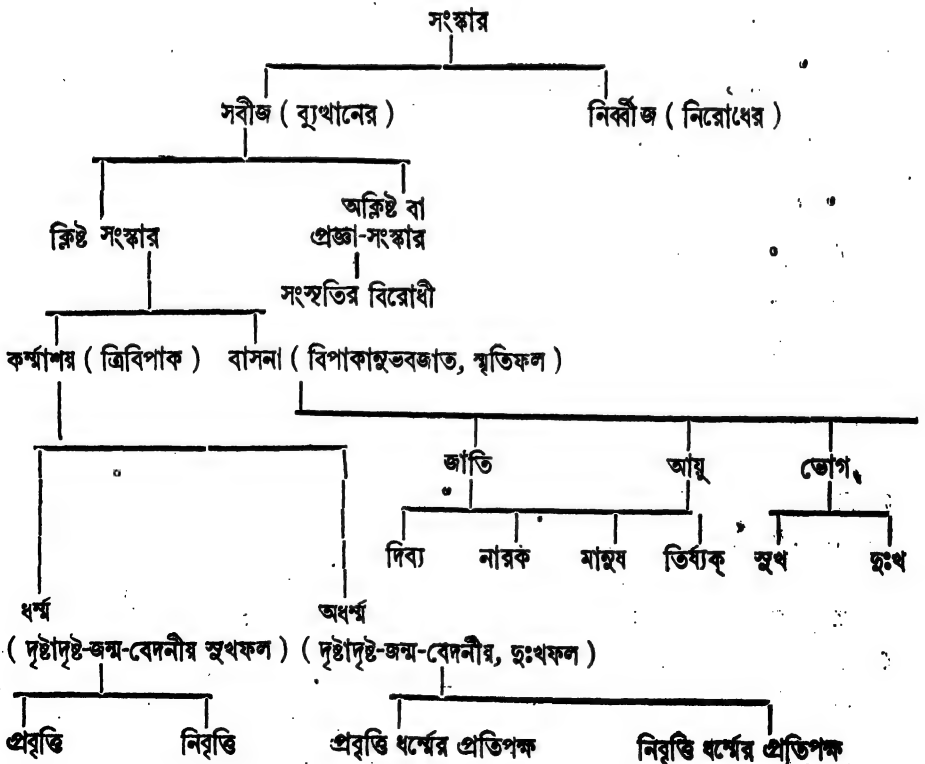 সংস্কার
সবীজ ( ব্যুত্থানের ) নির্ব্বীজ ( নিরোধের )
অক্লিষ্ট বা
ক্লিষ্ট সংস্কার প্রজ্ঞা-সংস্কার
সংসৃতির বিরোধী
কর্ম্মাশয় ( ত্রিবিপাক ) বাসনা ( বিপাকানুভবজাত, স্মৃতিফল )
জাতি আয়ু ভোগ
দিব্য নারক মানুষ তির্য্যক্ সুখ দুঃখ
ধর্ম্ম অধর্ম্ম
( দৃষ্টাদৃষ্ট-জন্ম-বেদনীয় সুখফল ) ( দৃষ্টাদৃষ্ট-জন্ম-বেদনীয়, দুঃখফল )
প্রবৃত্তি নিবৃত্তি প্রবৃত্তি ধর্ম্মের প্রতিপক্ষ নিবৃত্তি ধর্ম্মের প্রতিপক্ষ